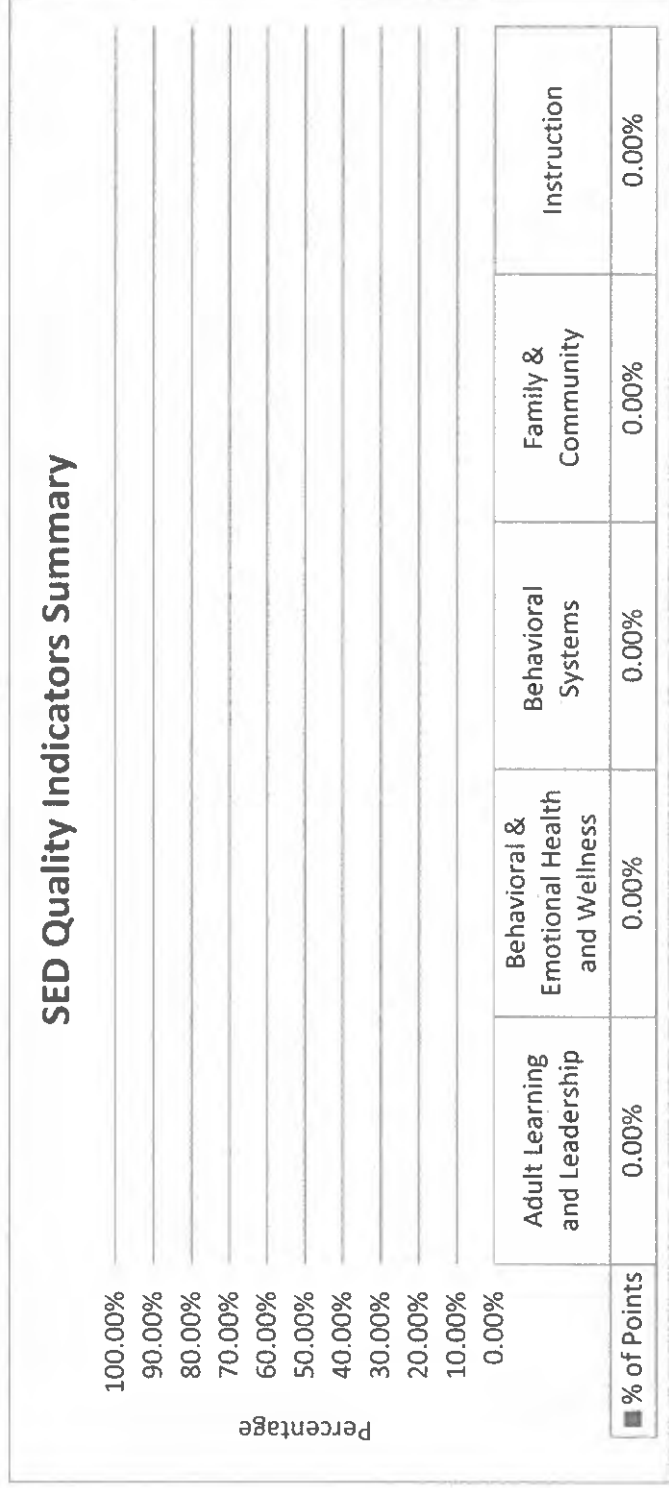 SED Quality Indicators Summary
Percentage
100.00%
90.00%
80.00%
70.00%
60.00%
50.00%
40.00%
30.00%
20.00%
10.00%
0.00%
Adult Learning
and Leadership
Behavioral &
Emotional Health
and Wellness
Behavioral
Systems
Family &
Community
Instruction
% of Points
0.00%
0.00%
0.00%
0.00%
0.00%